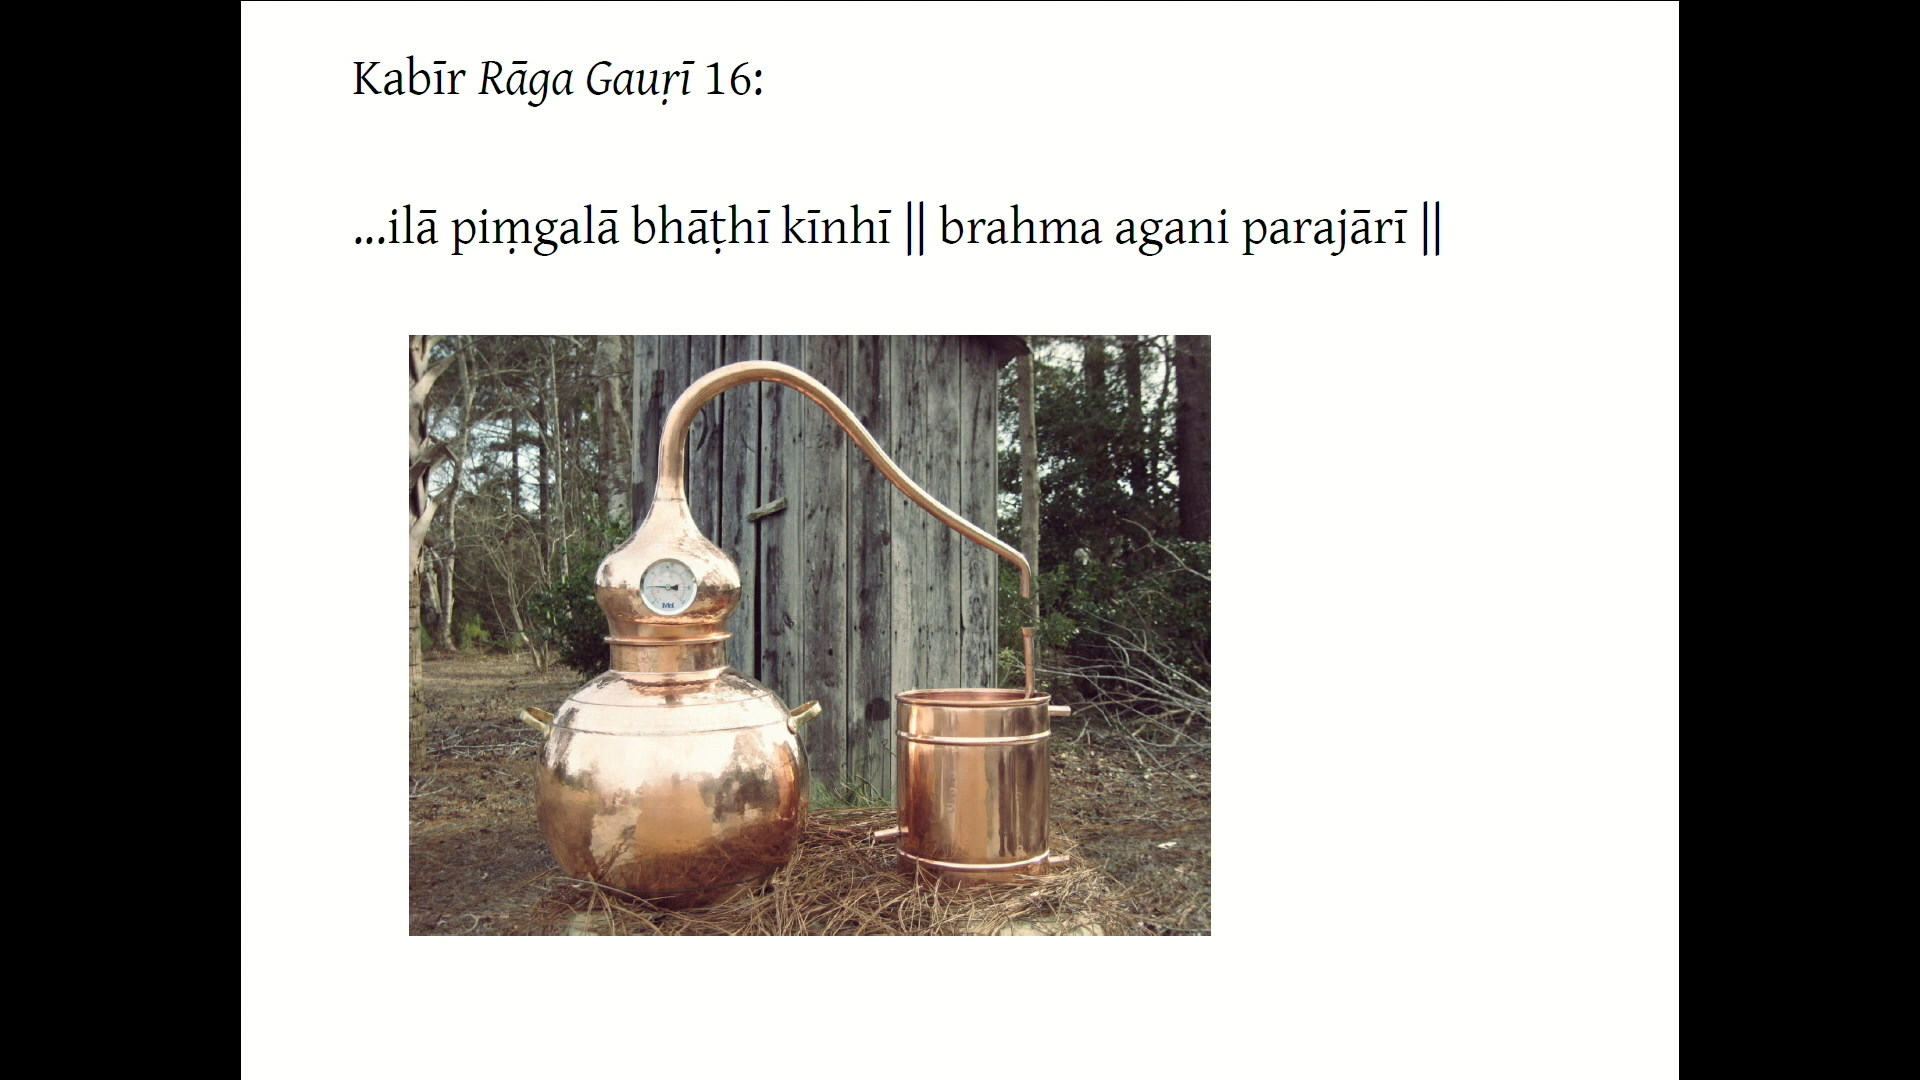 Kabīr Rāga Gauṛī 16:
...ilā piṃgalā bhāṭhī kīnhī || brahma agani parajārī ||